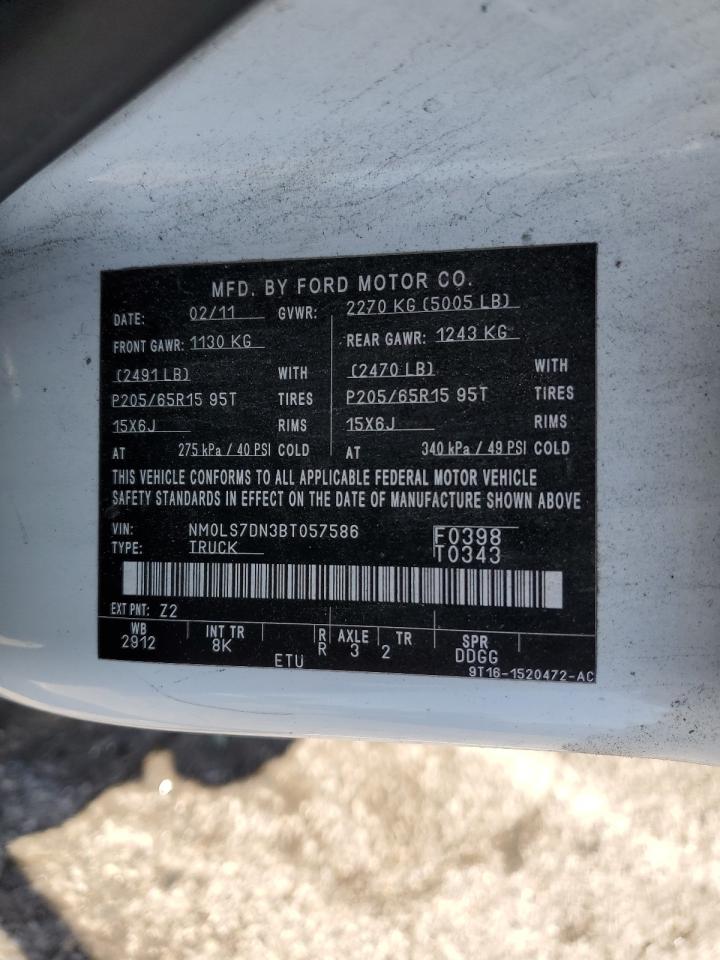 MFD. BY FORD MOTOR CO.
DATE: 02/11 GVWR: 2270 KG (5005 LB)
FRONT GAWR: 1130 KG REAR GAWR: 1243 KG
(2491 LB) WITH (2470 LB) WITH
P205/65R15 95T TIRES P205/65R15 95T TIRES
15X6J RIMS 15X6J RIMS
AT 275 kPa / 40 PSI COLD AT 340 kPa / 49 PSI COLD
THIS VEHICLE CONFORMS TO ALL APPLICABLE FEDERAL MOTOR VEHICLE
SAFETY STANDARDS IN EFFECT ON THE DATE OF MANUFACTURE SHOWN ABOVE
VIN: NM0LS7DN3BT057586 F0398
TYPE: TRUCK T0343
EXT PNT: Z2
WB INT TR R AXLE TR SPR
2912 8K R 3 2 DDGG
ETU 9T16-1520472-AC